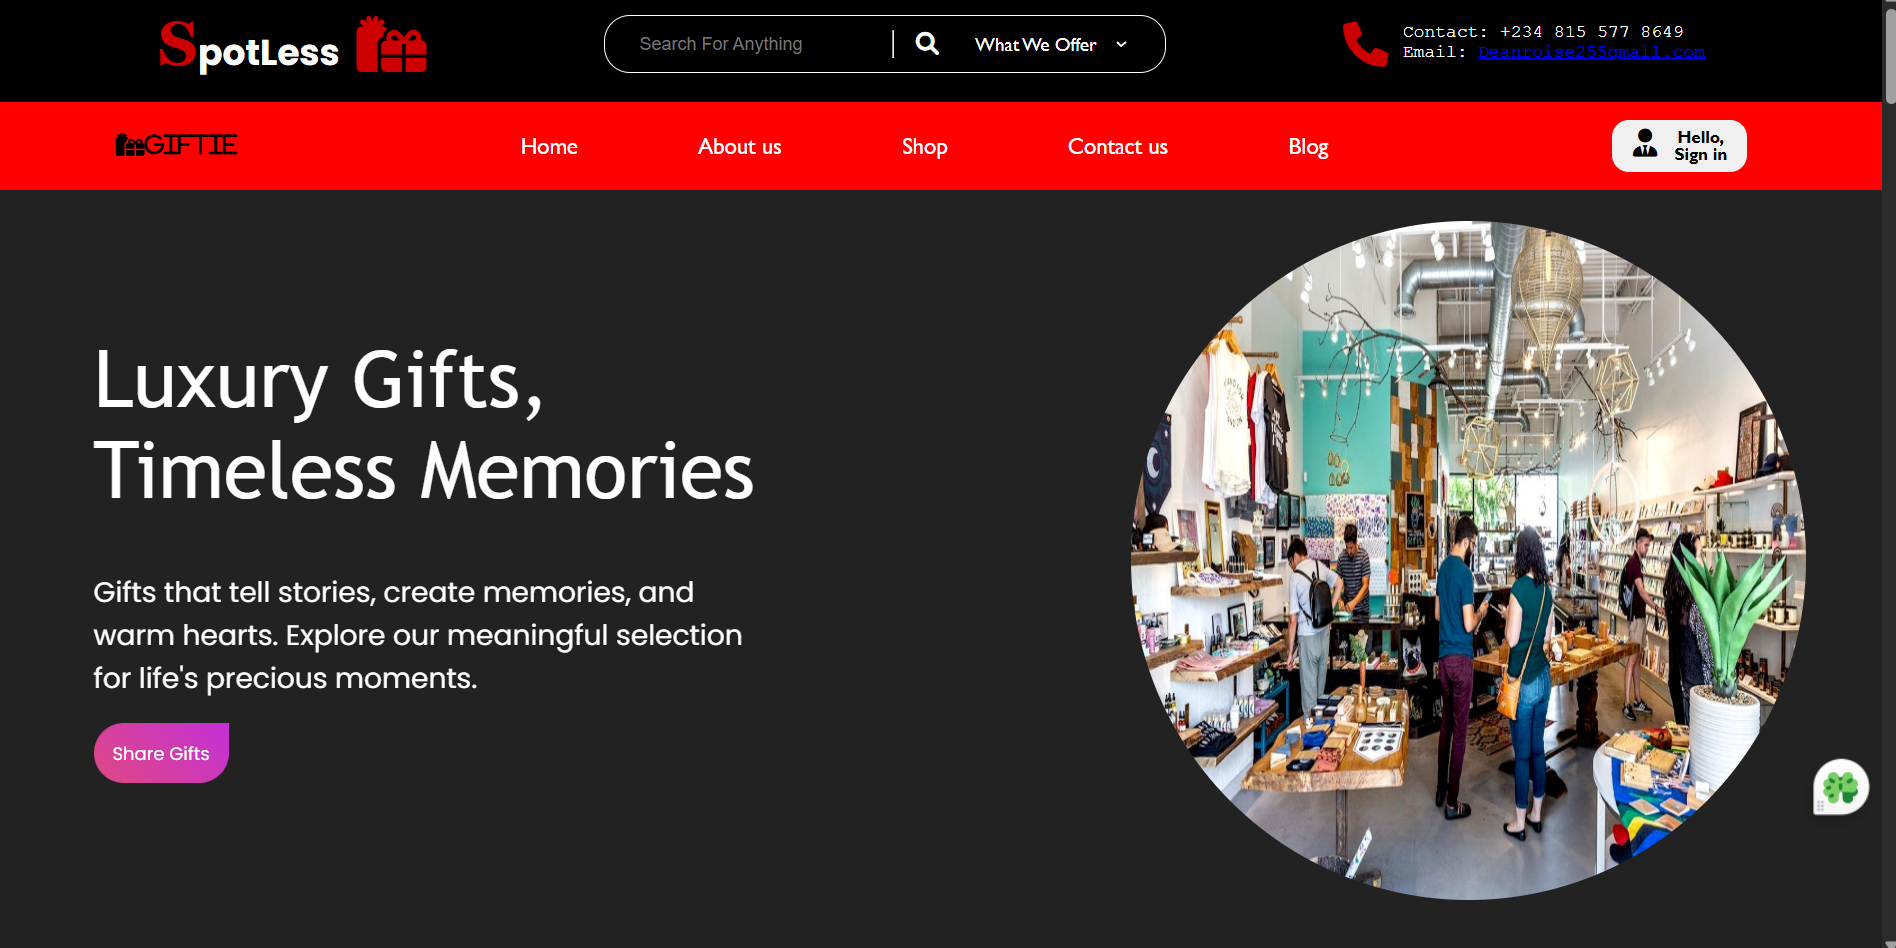 SpotLess
Search For Anything
What We Offer
Contact: +234 815 577 8649
Email: Deanroise255gmail.com
GIFTIE
Home
About us
Shop
Contact us
Blog
Hello,
Sign in
Luxury Gifts,
Timeless Memories
Gifts that tell stories, create memories, and
warm hearts. Explore our meaningful selection
for life's precious moments.
Share Gifts